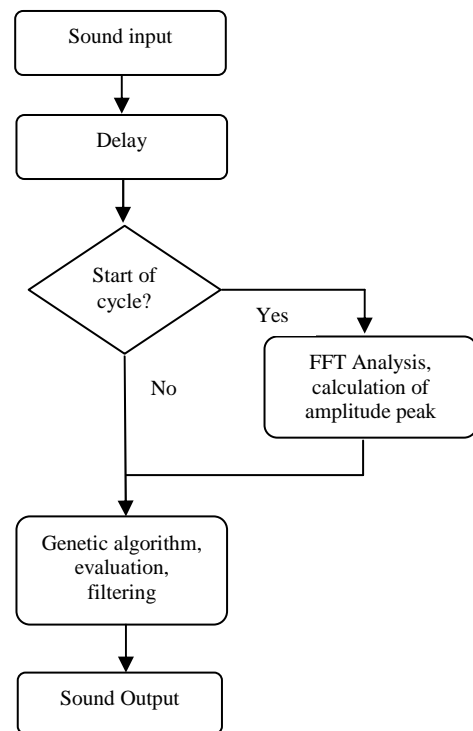 Sound input
Delay
Start of
cycle?
Yes
FFT Analysis,
calculation of
amplitude peak
No
Genetic algorithm,
evaluation,
filtering
Sound Output